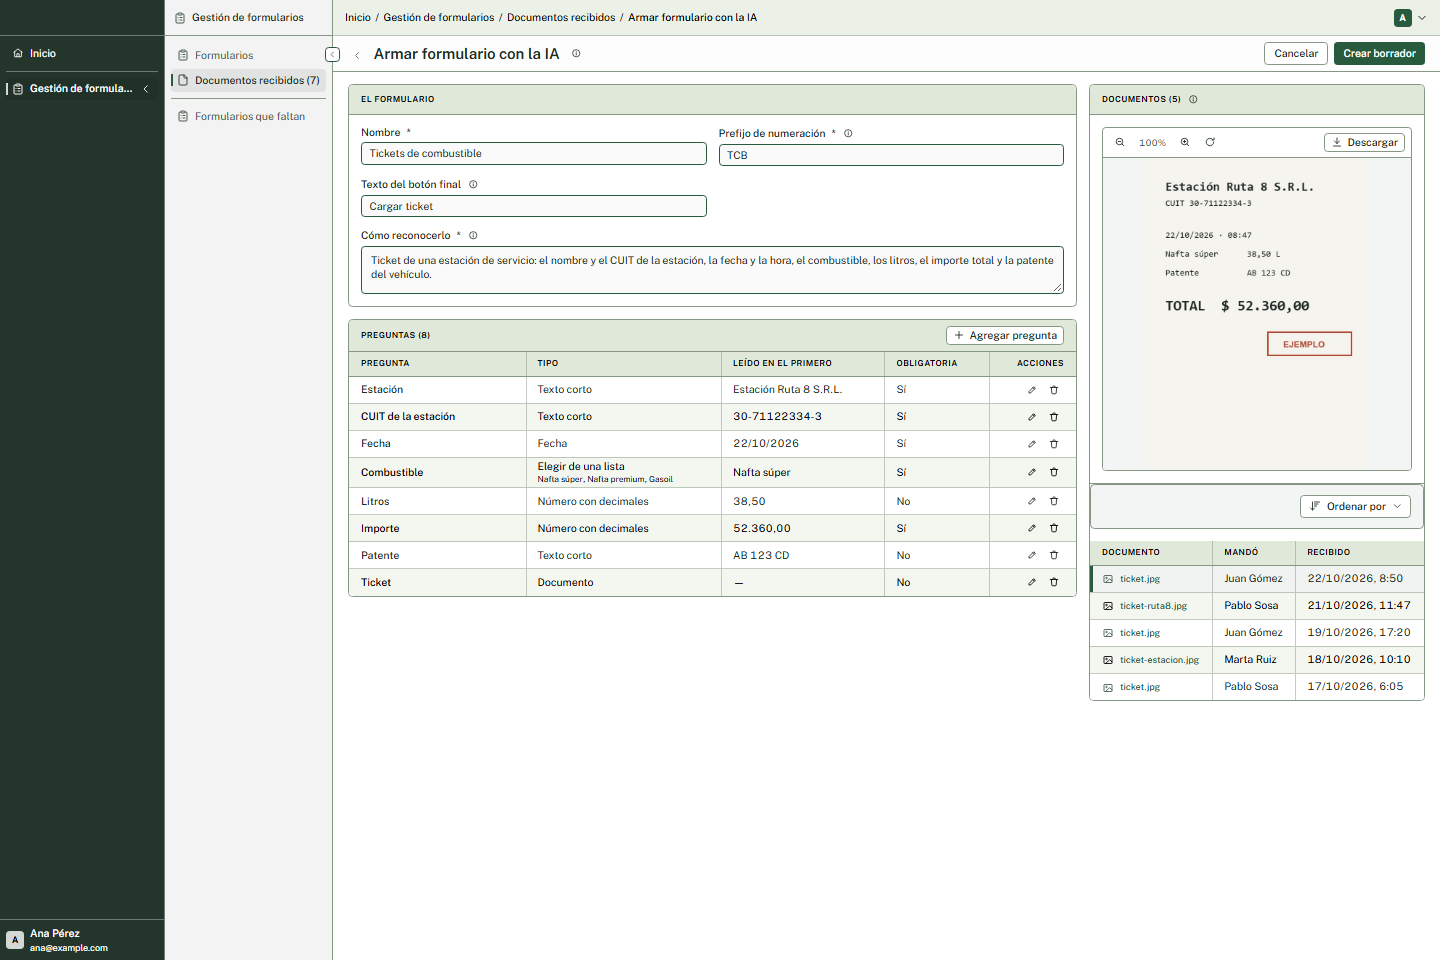 Inicio
Gestión de formula...
Ana Pérez
ana@example.com
A
Gestión de formularios
Formularios
Documentos recibidos (7)
Formularios que faltan
Inicio / Gestión de formularios / Documentos recibidos / Armar formulario con la IA
A
Armar formulario con la IA
Cancelar
Crear borrador
EL FORMULARIO
Nombre *
Tickets de combustible
Prefijo de numeración *
TCB
Texto del botón final
Cargar ticket
Cómo reconocerlo *
Ticket de una estación de servicio: el nombre y el CUIT de la estación, la fecha y la hora, el combustible, los litros, el importe total y la patente
del vehículo.
PREGUNTAS (8)
Agregar pregunta
PREGUNTA TIPO LEÍDO EN EL PRIMERO OBLIGATORIA ACCIONES
Estación Texto corto Estación Ruta 8 S.R.L. Sí
CUIT de la estación Texto corto 30-71122334-3 Sí
Fecha Fecha 22/10/2026 Sí
Combustible Elegir de una lista Nafta súper Sí
Nafta súper, Nafta premium, Gasoil
Litros Número con decimales 38,50 No
Importe Número con decimales 52.360,00 Sí
Patente Texto corto AB 123 CD No
Ticket Documento — No
DOCUMENTOS (5)
100%
Descargar
Estación Ruta 8 S.R.L.
CUIT 30-71122334-3
22/10/2026 · 08:47
Nafta súper 38,50 L
Patente AB 123 CD
TOTAL $ 52.360,00
EJEMPLO
Ordenar por
DOCUMENTO MANDÓ RECIBIDO
ticket.jpg Juan Gómez 22/10/2026, 8:50
ticket-ruta8.jpg Pablo Sosa 21/10/2026, 11:47
ticket.jpg Juan Gómez 19/10/2026, 17:20
ticket-estacion.jpg Marta Ruiz 18/10/2026, 10:10
ticket.jpg Pablo Sosa 17/10/2026, 6:05